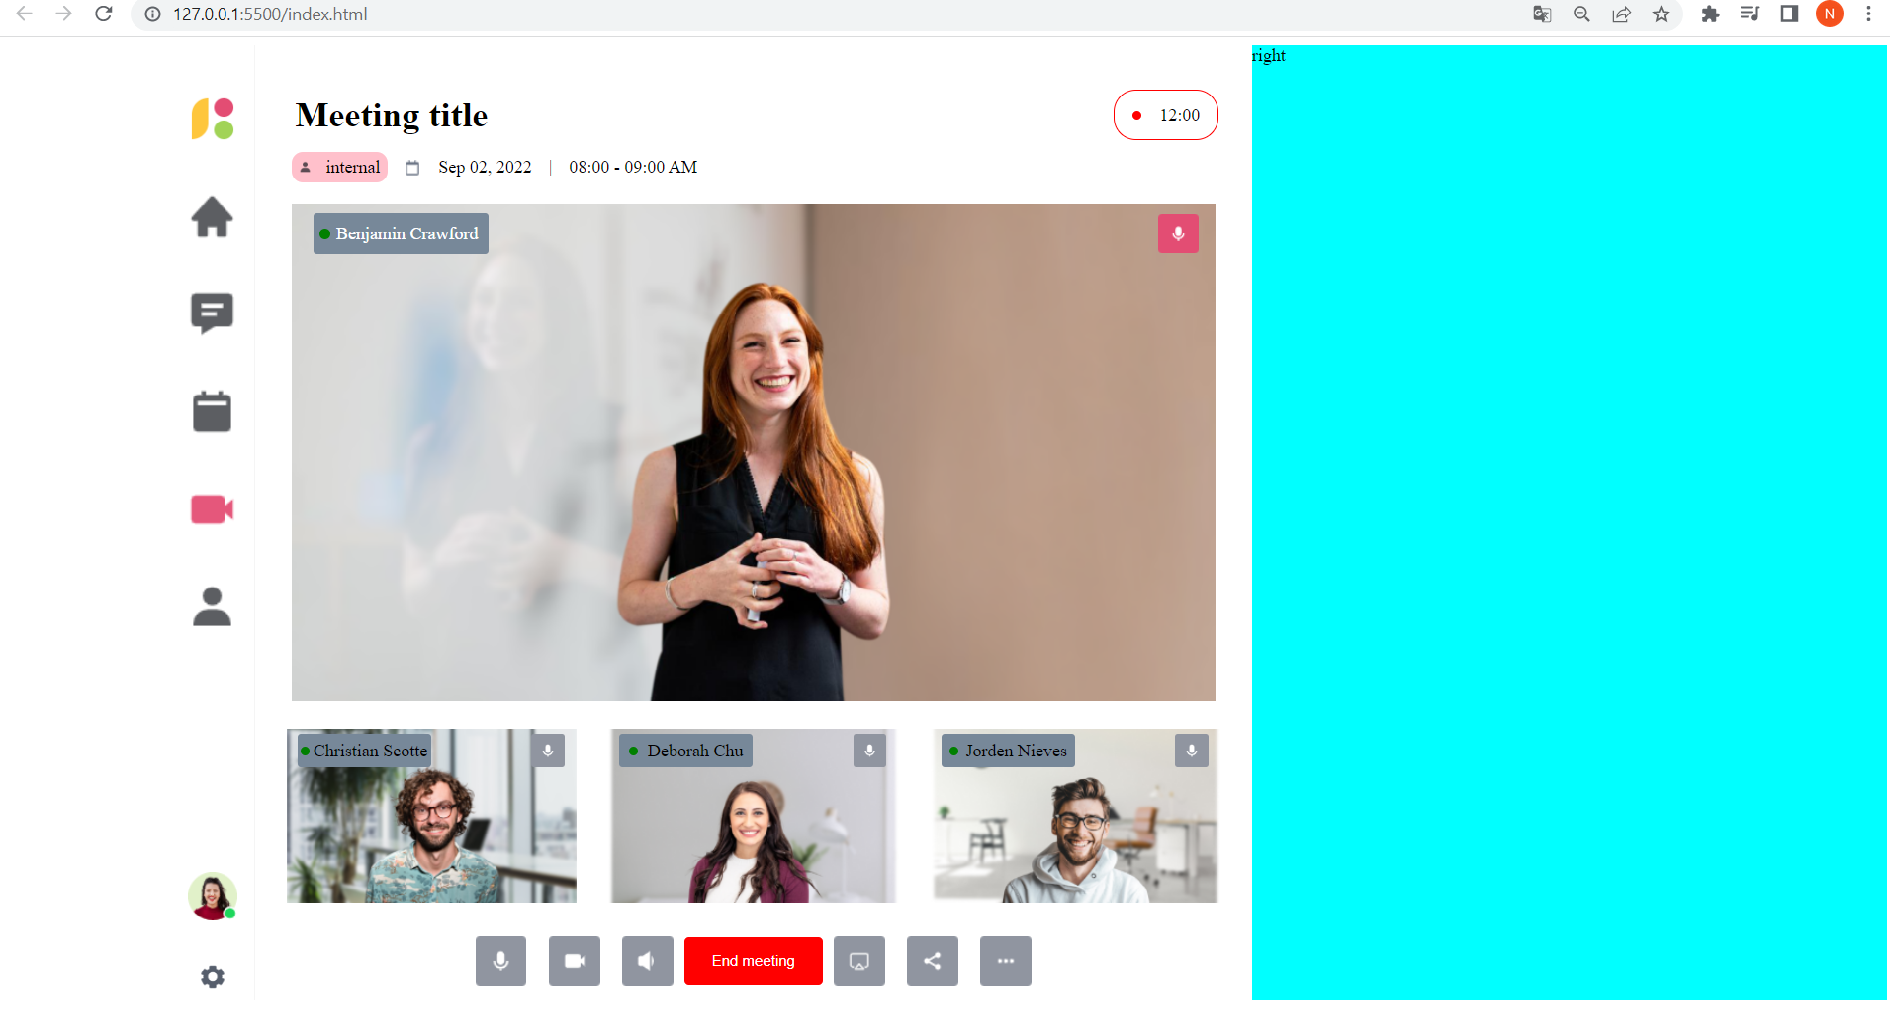 127.0.0.1:5500/index.html
N
right
Meeting title
12:00
internal
Sep 02, 2022 | 08:00 - 09:00 AM
Benjamin Crawford
Christian Scotte
Deborah Chu
Jorden Nieves
End meeting